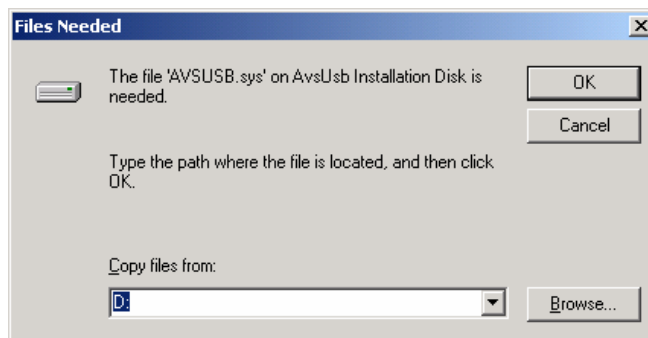 Files Needed
The file 'AVSUSB.sys' on AvsUsb Installation Disk is
needed.
OK
Cancel
Type the path where the file is located, and then click
OK.
Copy files from:
D:
Browse...